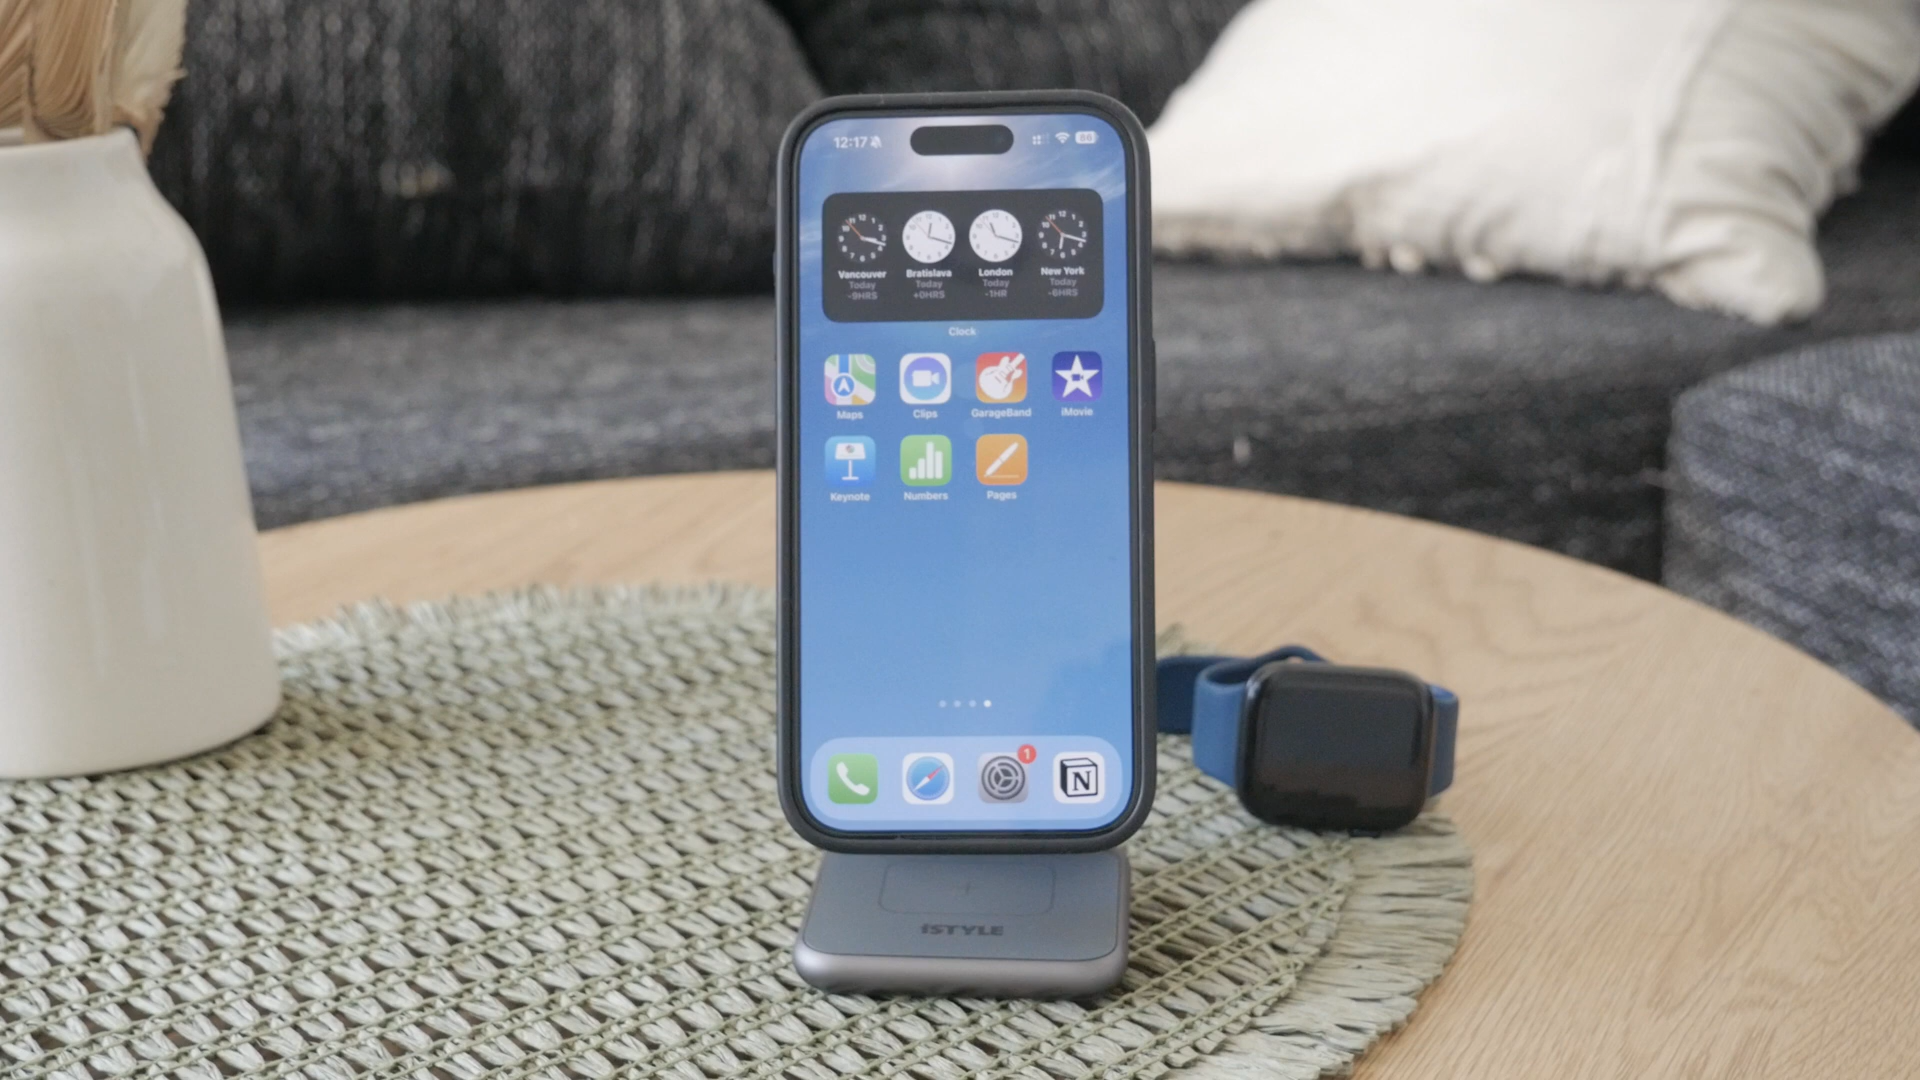 12:17
86
Vancouver Bratislava London New York
Today Today Today Today
-9HRS +0HRS -1HR -6HRS
Clock
Maps Clips GarageBand iMovie
Keynote Numbers Pages
1
N
iSTYLE